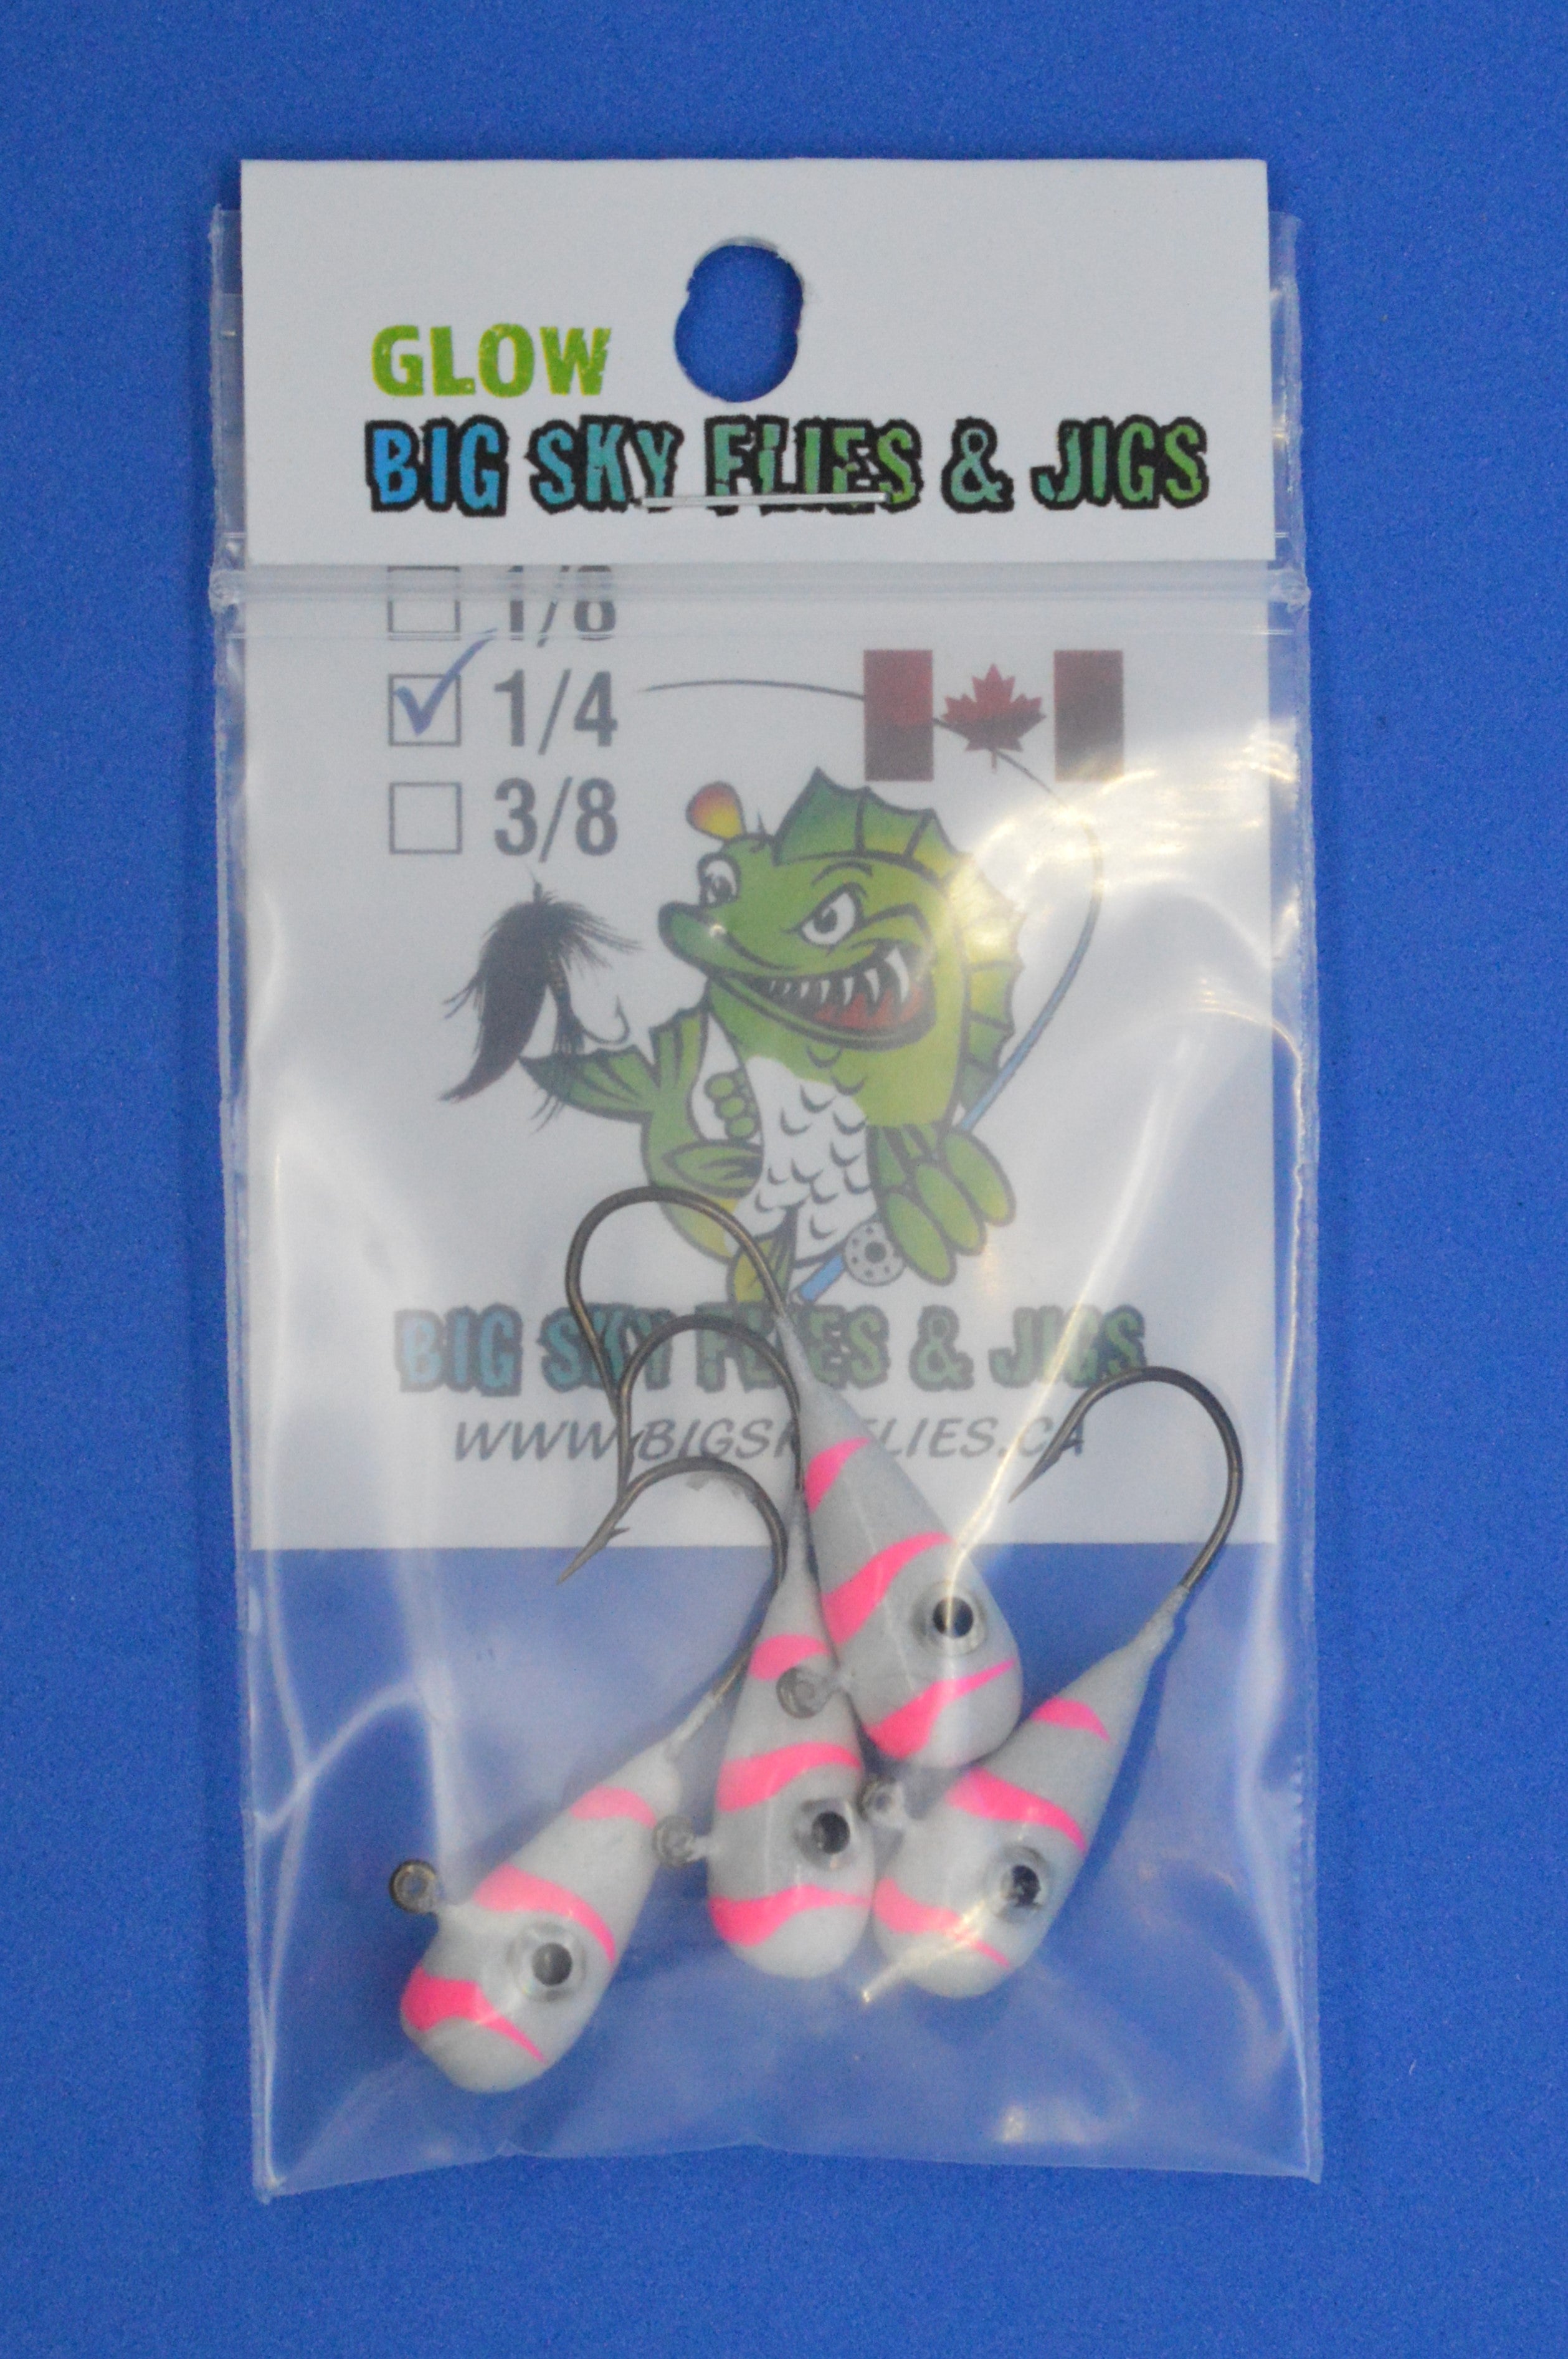 GLOW
BIG SKY FLIES & JIGS
1/8
1/4
3/8
BIG SKY FLIES & JIGS
WWW.BIGSKYFLIES.CA